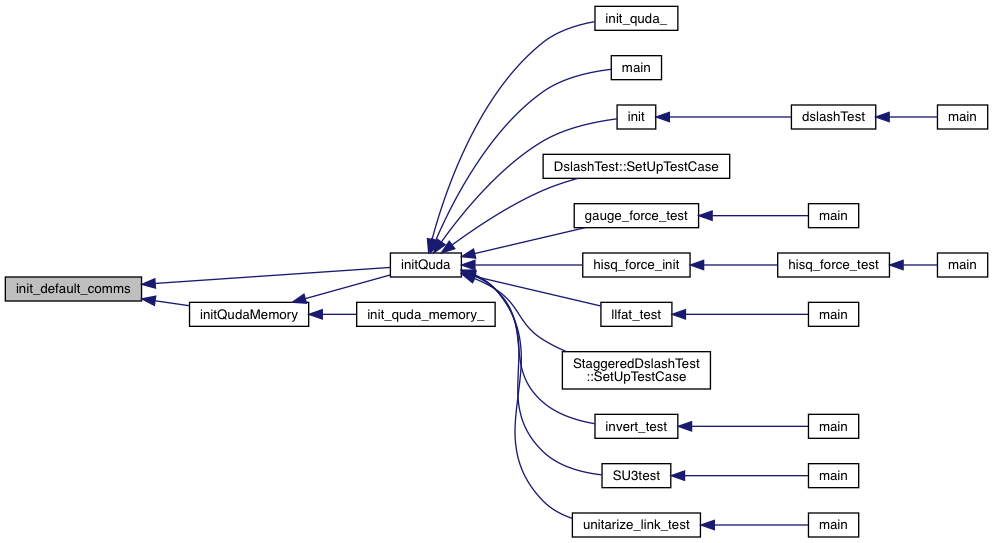 init_quda_
main
init
dslashTest
main
DslashTest::SetUpTestCase
gauge_force_test
main
initQuda
hisq_force_init
hisq_force_test
main
init_default_comms
initQudaMemory
init_quda_memory_
llfat_test
main
StaggeredDslashTest
::SetUpTestCase
invert_test
main
SU3test
main
unitarize_link_test
main